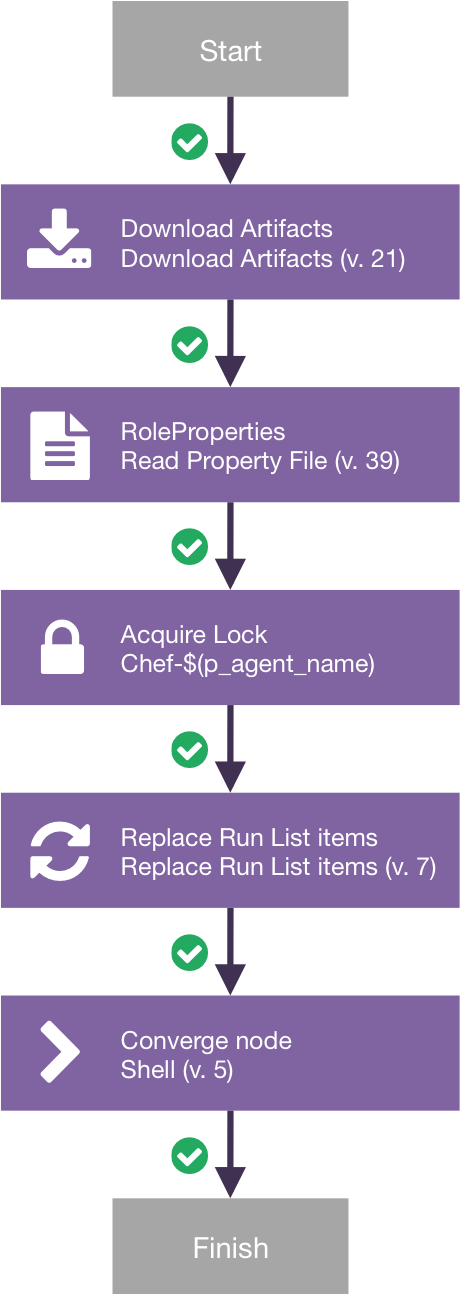 Start
Download Artifacts
Download Artifacts (v. 21)
RoleProperties
Read Property File (v. 39)
Acquire Lock
Chef-$(p_agent_name)
Replace Run List items
Replace Run List items (v. 7)
Converge node
Shell (v. 5)
Finish